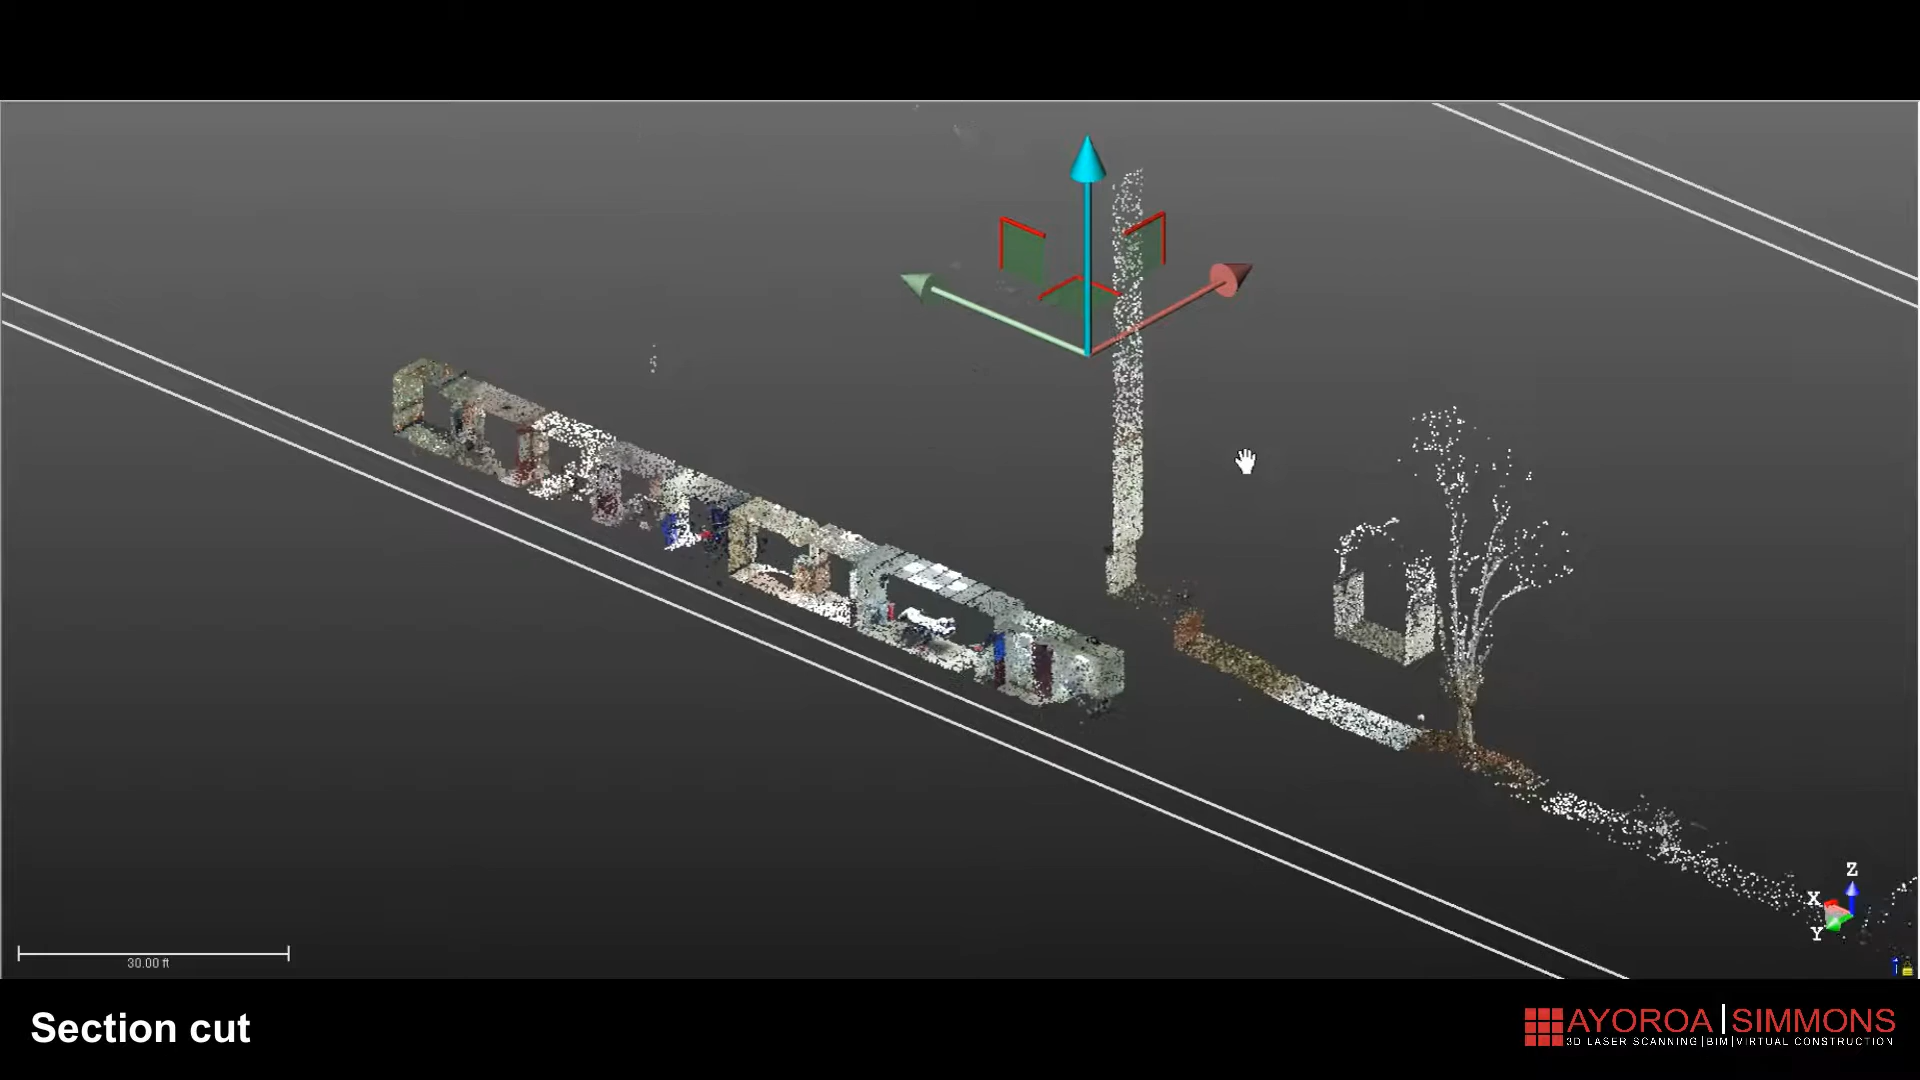 Z
X
Y
30.00 ft
Section cut
AYOROA|SIMMONS
3D LASER SCANNING|BIM|VIRTUAL CONSTRUCTION